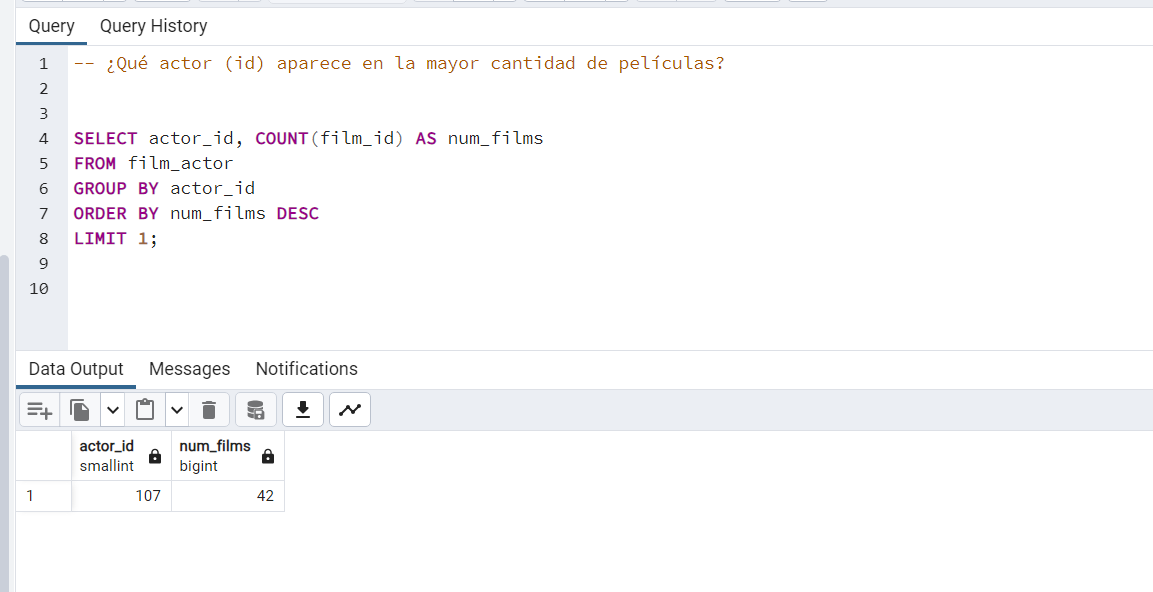 Query Query History
1 -- ¿Qué actor (id) aparece en la mayor cantidad de películas?
2
3
4 SELECT actor_id, COUNT(film_id) AS num_films
5 FROM film_actor
6 GROUP BY actor_id
7 ORDER BY num_films DESC
8 LIMIT 1;
9
10
Data Output Messages Notifications
actor_id num_films
smallint bigint
1 107 42